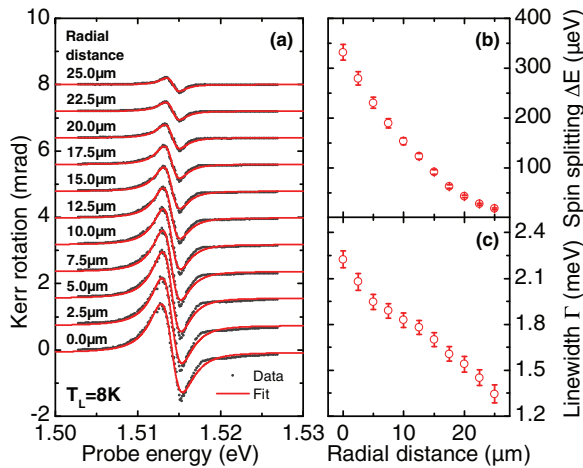 (a)
Radial
distance
25.0μm
22.5μm
20.0μm
17.5μm
15.0μm
12.5μm
10.0μm
7.5μm
5.0μm
2.5μm
0.0μm
T_L=8K
Data
Fit
8
6
4
2
0
-2
Kerr rotation (mrad)
1.50 1.51 1.52 1.53
Probe energy (eV)
(b)
400
300
200
100
Spin splitting ΔE (μeV)
(c)
2.4
2.1
1.8
1.5
1.2
Linewidth Γ (meV)
0 10 20
Radial distance (μm)